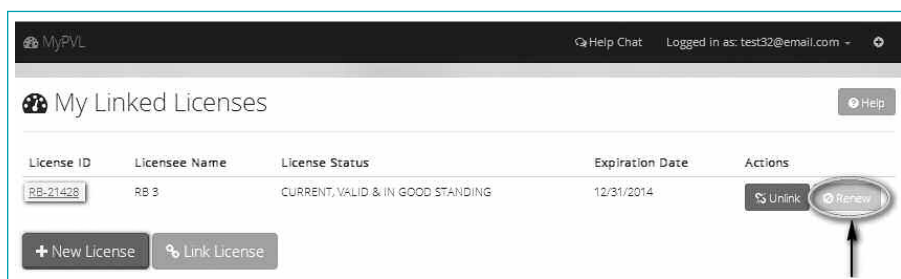 MyPVL Help Chat Logged in as: test32@email.com
My Linked Licenses Help
License ID Licensee Name License Status Expiration Date Actions
RB-21428 RB 3 CURRENT, VALID & IN GOOD STANDING 12/31/2014 Unlink Renew
New License Link License